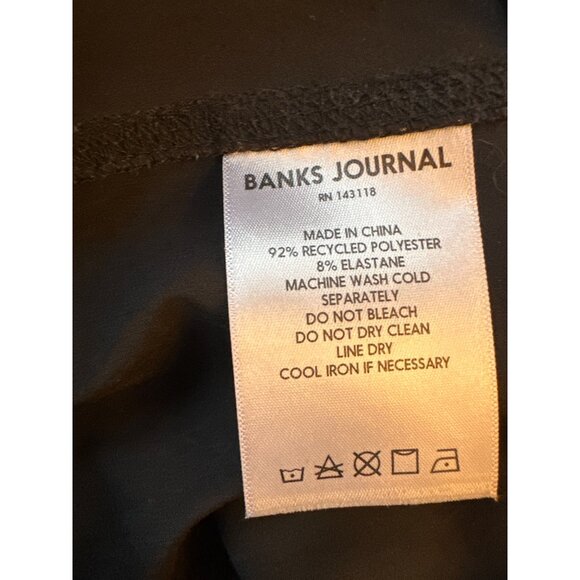 BANKS JOURNAL
RN 143118
MADE IN CHINA
92% RECYCLED POLYESTER
8% ELASTANE
MACHINE WASH COLD
SEPARATELY
DO NOT BLEACH
DO NOT DRY CLEAN
LINE DRY
COOL IRON IF NECESSARY